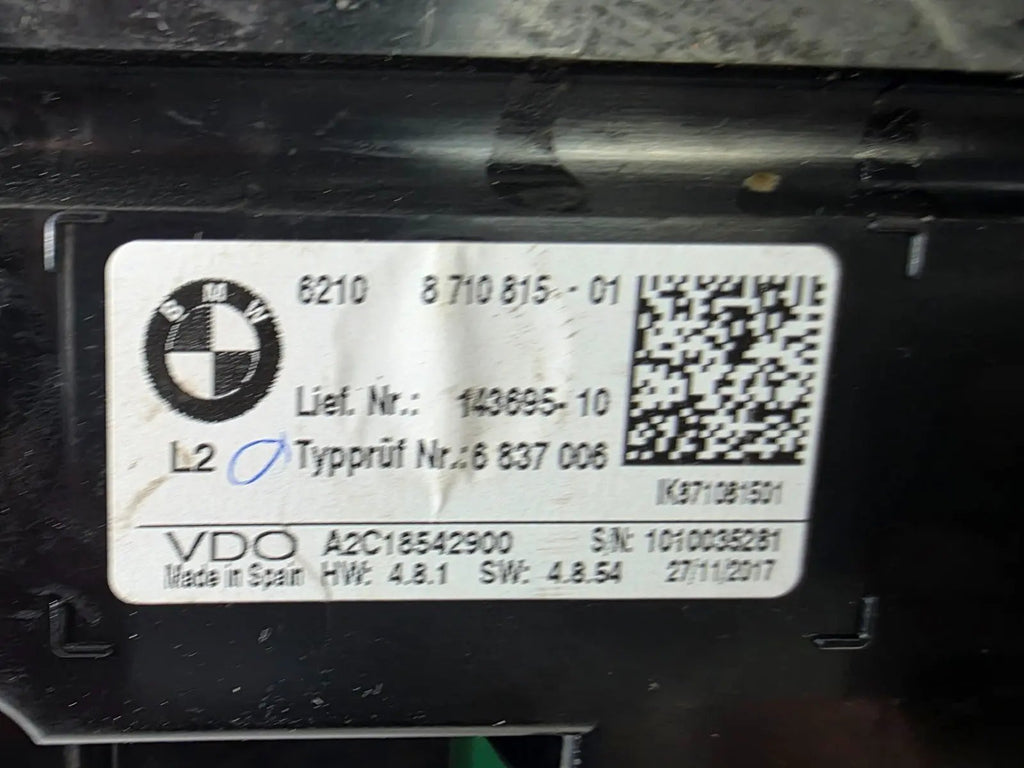 BMW
6210 8 710 815 - 01
Lief. Nr.: 143695- 10
L2 Typprüf Nr.:6 837 006
IK871081501
VDO A2C18542900 S/N: 1010035281
Made in Spain HW: 4.8.1 SW: 4.8.54 27/11/2017